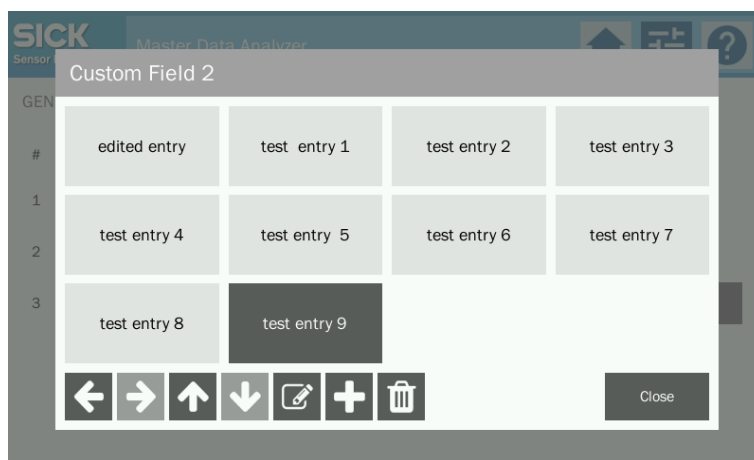 SICK
Sensor
Master Data Analyzer
Custom Field 2
GEN
#
1
2
3
edited entry
test  entry 1
test entry 2
test entry 3
test entry 4
test entry  5
test entry 6
test entry 7
test entry 8
test entry 9
Close
?